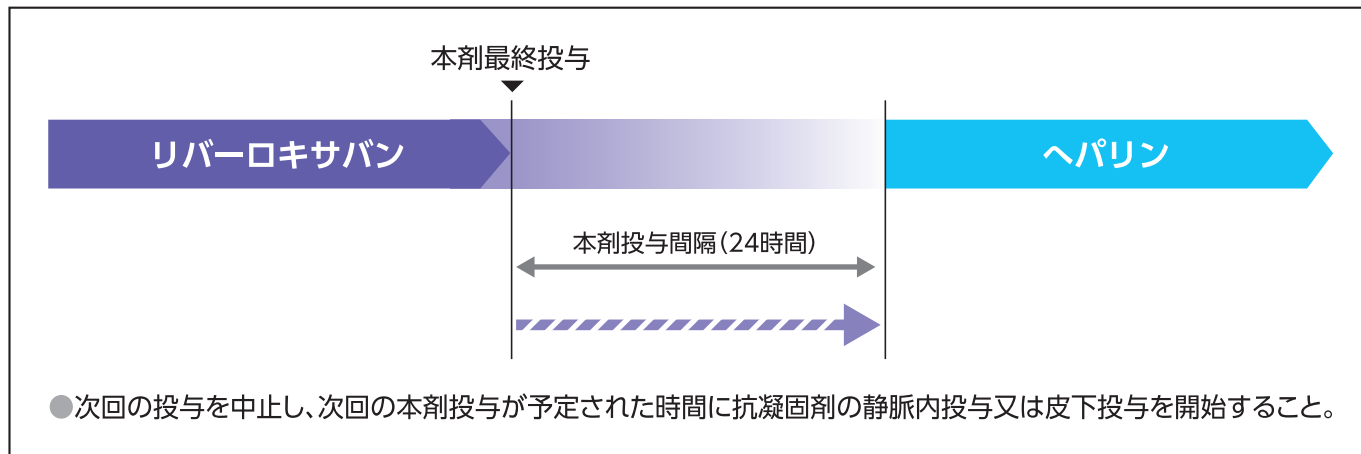 本剤最終投与
リバーロキサバン
ヘパリン
本剤投与間隔(24時間)
●次回の投与を中止し、次回の本剤投与が予定された時間に抗凝固剤の静脈内投与又は皮下投与を開始すること。